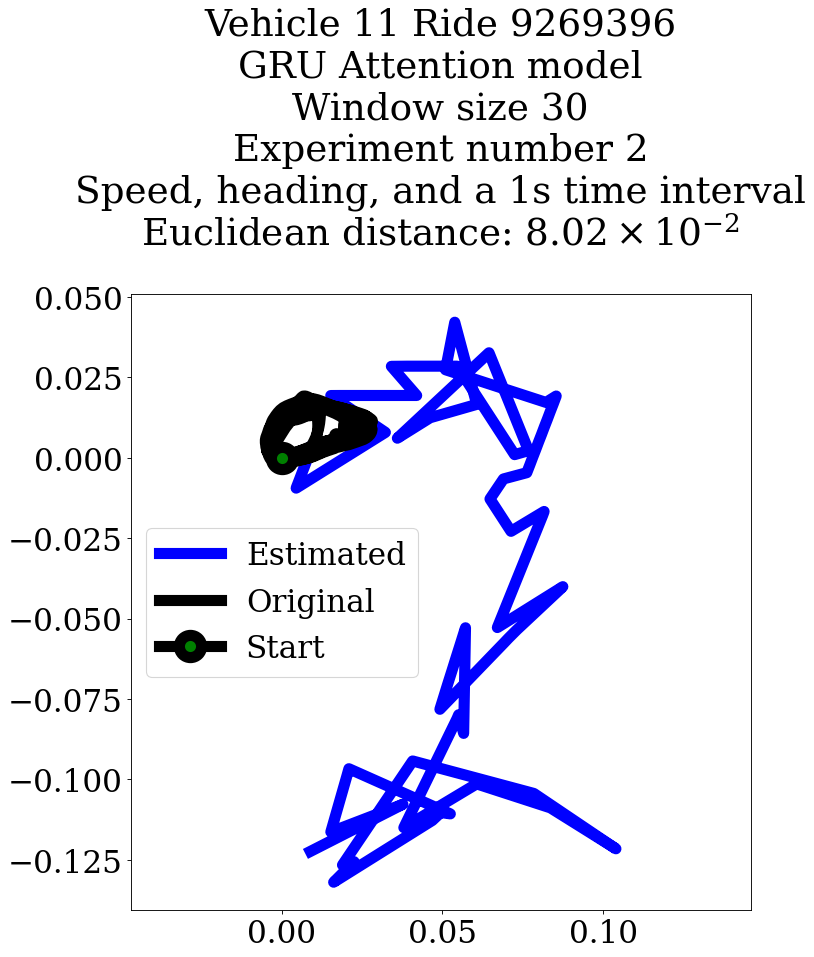 Vehicle 11 Ride 9269396
GRU Attention model
Window size 30
Experiment number 2
Speed, heading, and a 1s time interval
Euclidean distance: 8.02 × 10⁻²
0.050
0.025
0.000
−0.025
−0.050
−0.075
−0.100
−0.125
Estimated
Original
Start
0.00 0.05 0.10